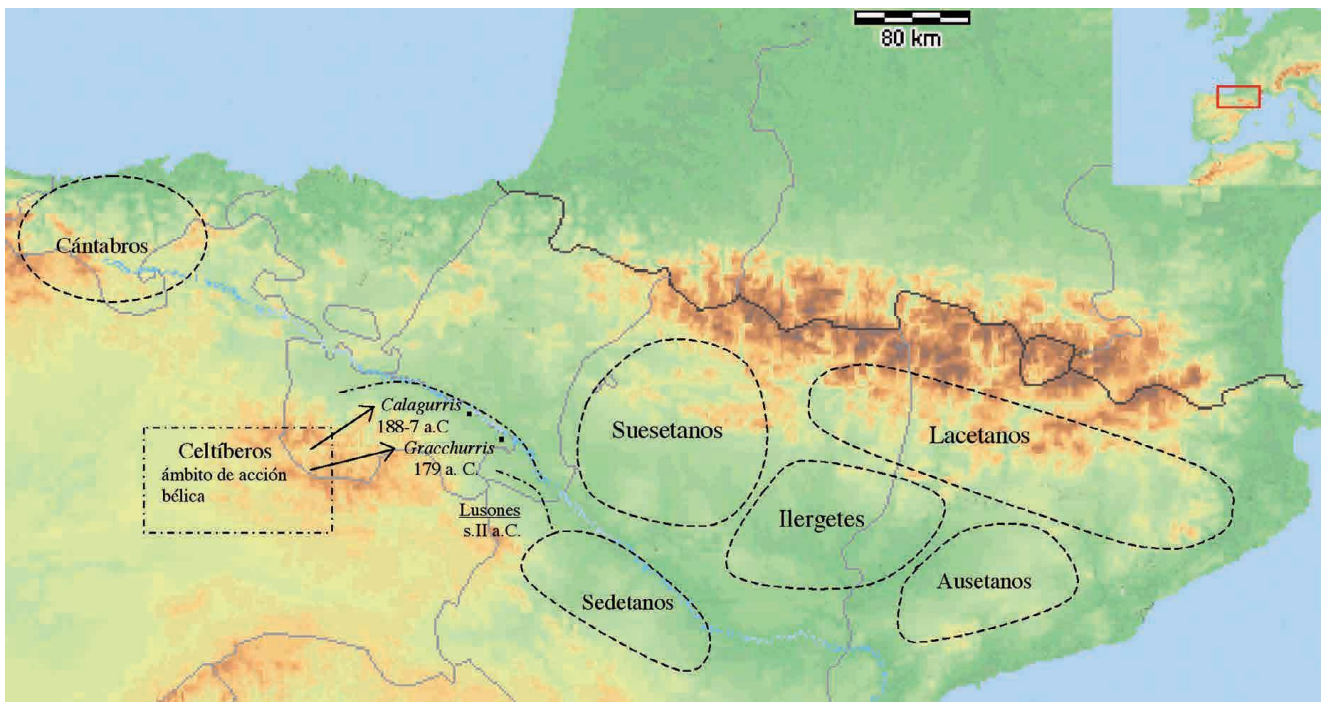 80 km
Cántabros
Calagurris
188-7 a.C
Gracchurris
179 a. C.
Celtíberos
ámbito de acción
bélica
Lusones
s.II a.C.
Suesetanos
Lacetanos
Ilergetes
Ausetanos
Sedetanos